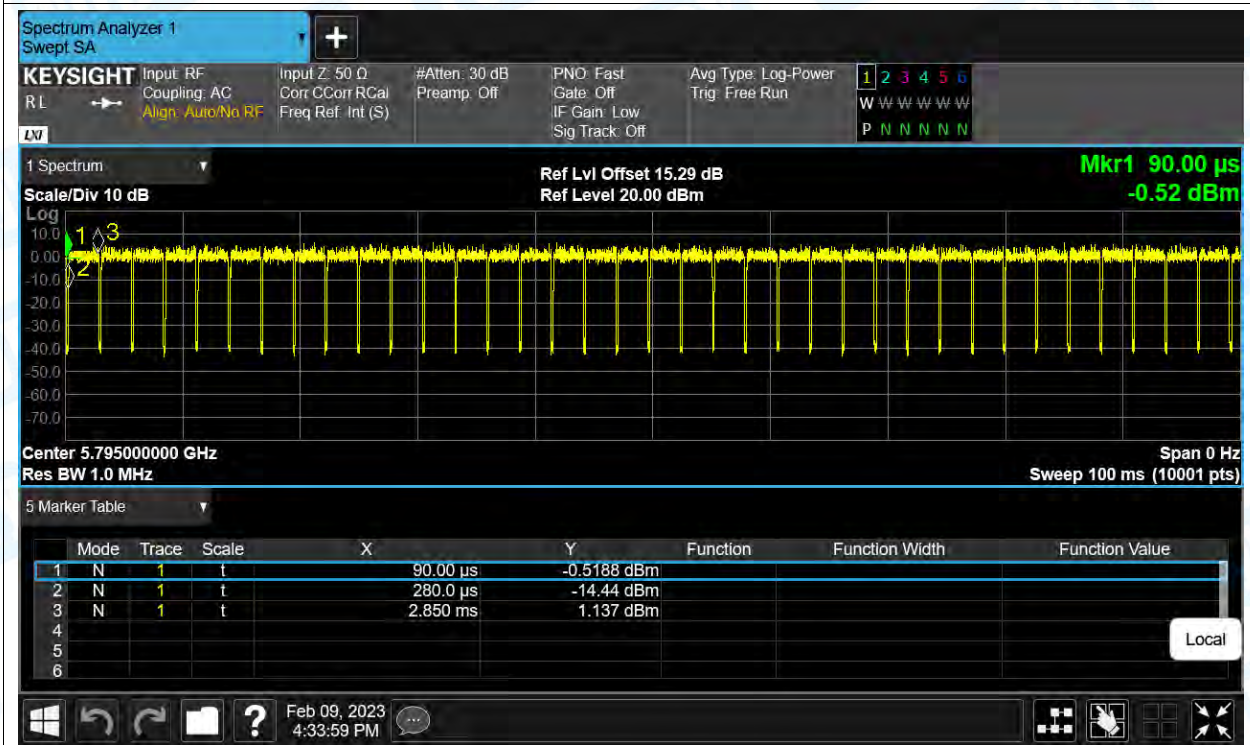 Spectrum Analyzer 1
Swept SA
+
KEYSIGHT Input: RF Input Z: 50 Ω #Atten: 30 dB PNO: Fast Avg Type: Log-Power 1 2 3 4 5 6
R L Coupling: AC Corr CCorr RCal Preamp: Off Gate: Off Trig: Free Run W W W W W W
Align: Auto/No RF Freq Ref: Int (S) IF Gain: Low
LXI Sig Track: Off P N N N N N
1 Spectrum Ref Lvl Offset 15.29 dB Mkr1 90.00 µs
Scale/Div 10 dB Ref Level 20.00 dBm -0.52 dBm
Log
10.0 1 3
0.00
2
-10.0
-20.0
-30.0
-40.0
-50.0
-60.0
-70.0
Center 5.795000000 GHz Span 0 Hz
Res BW 1.0 MHz Sweep 100 ms (10001 pts)
5 Marker Table
Mode Trace Scale X Y Function Function Width Function Value
1 N 1 t 90.00 µs -0.5188 dBm
2 N 1 t 280.0 µs -14.44 dBm
3 N 1 t 2.850 ms 1.137 dBm
4
5
6
Local
? Feb 09, 2023
4:33:59 PM